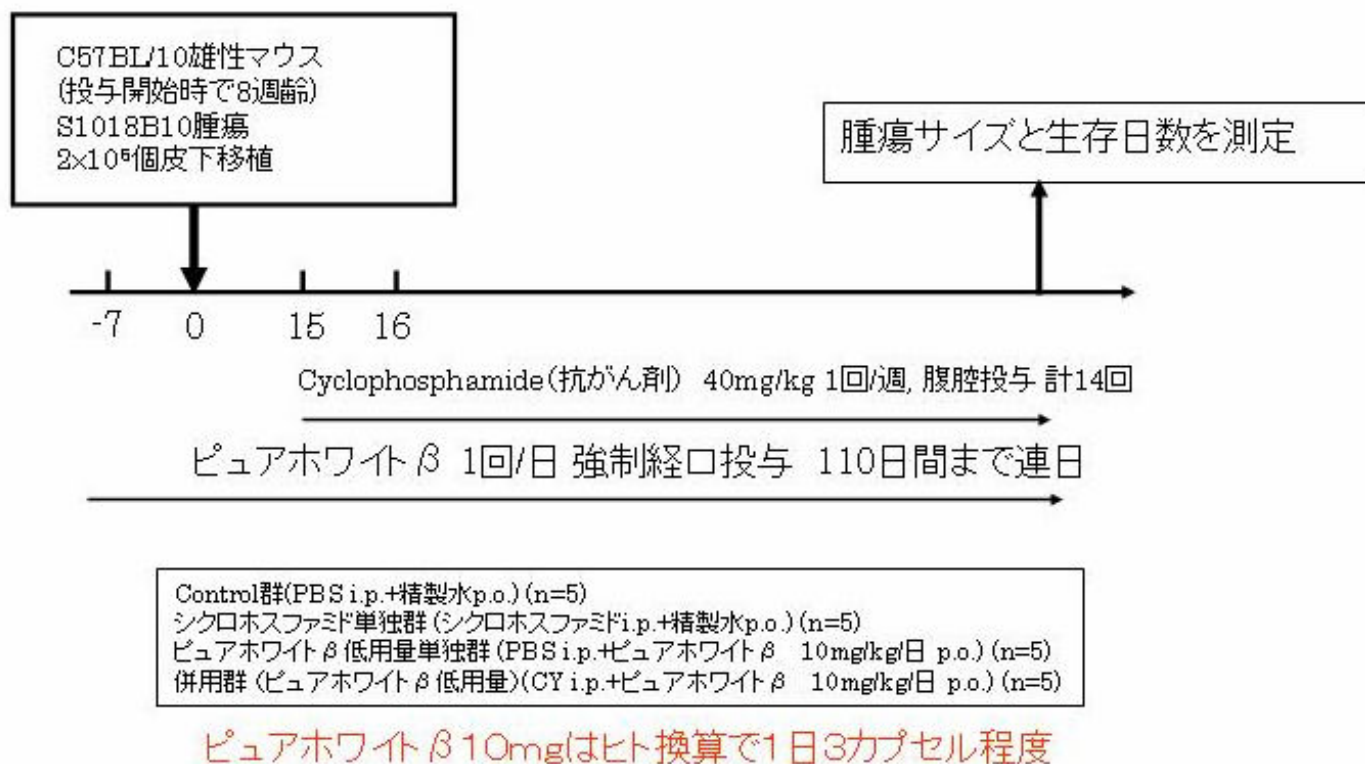 C57BL/10雄性マウス
(投与開始時で8週齢)
S1018B10腫瘍
2×10⁶個皮下移植
腫瘍サイズと生存日数を測定
-7 0 15 16
Cyclophosphamide(抗がん剤) 40mg/kg 1回/週, 腹腔投与 計14回
ピュアホワイトβ 1回/日 強制経口投与 110日間まで連日
Control群(PBS i.p.+精製水p.o.) (n=5)
シクロホスファミド単独群 (シクロホスファミドi.p.+精製水p.o.) (n=5)
ピュアホワイトβ低用量単独群 (PBS i.p.+ピュアホワイトβ 10mg/kg/日 p.o.) (n=5)
併用群 (ピュアホワイトβ低用量) (CY i.p.+ピュアホワイトβ 10mg/kg/日 p.o.) (n=5)
ピュアホワイトβ10mgはヒト換算で1日3カプセル程度